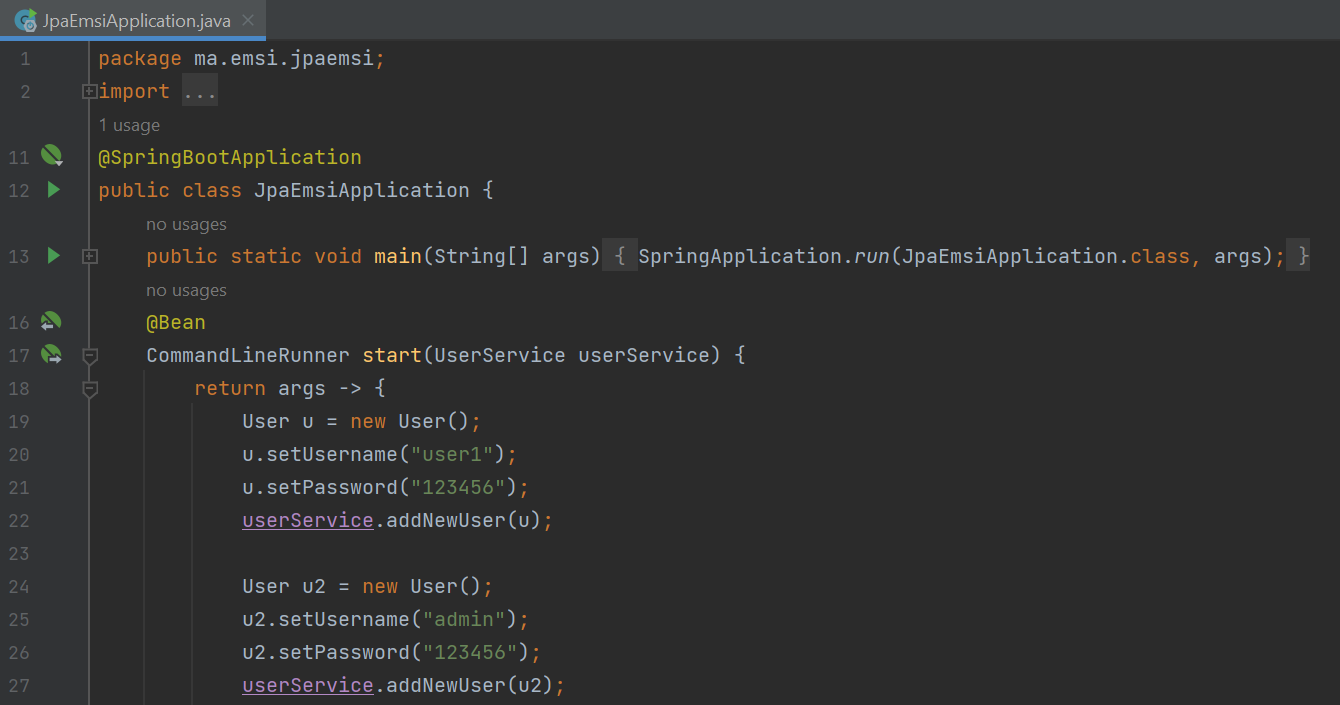 JpaEmsiApplication.java
1 package ma.emsi.jpaemsi;
2 import ...
1 usage
11 @SpringBootApplication
12 public class JpaEmsiApplication {
no usages
13 public static void main(String[] args) { SpringApplication.run(JpaEmsiApplication.class, args); }
no usages
16 @Bean
17 CommandLineRunner start(UserService userService) {
18 return args -> {
19 User u = new User();
20 u.setUsername("user1");
21 u.setPassword("123456");
22 userService.addNewUser(u);
23
24 User u2 = new User();
25 u2.setUsername("admin");
26 u2.setPassword("123456");
27 userService.addNewUser(u2);